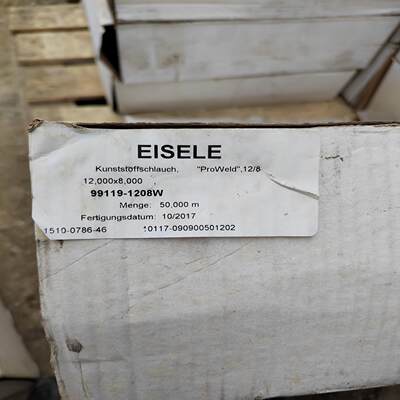 EISELE
Kunststoffschlauch, "ProWeld",12/8
12,000x8,000
99119-1208W
Menge: 50,000 m
Fertigungsdatum: 10/2017
1510-0786-46 10117-090900501202